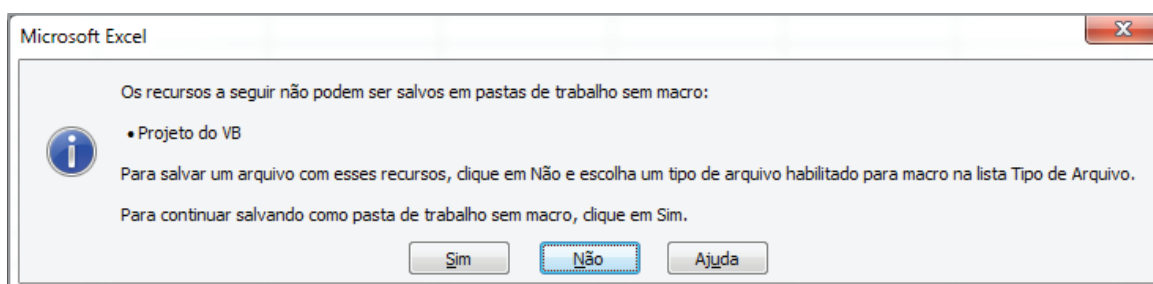 Microsoft Excel
Os recursos a seguir não podem ser salvos em pastas de trabalho sem macro:
• Projeto do VB
Para salvar um arquivo com esses recursos, clique em Não e escolha um tipo de arquivo habilitado para macro na lista Tipo de Arquivo.
Para continuar salvando como pasta de trabalho sem macro, clique em Sim.
Sim Não Ajuda